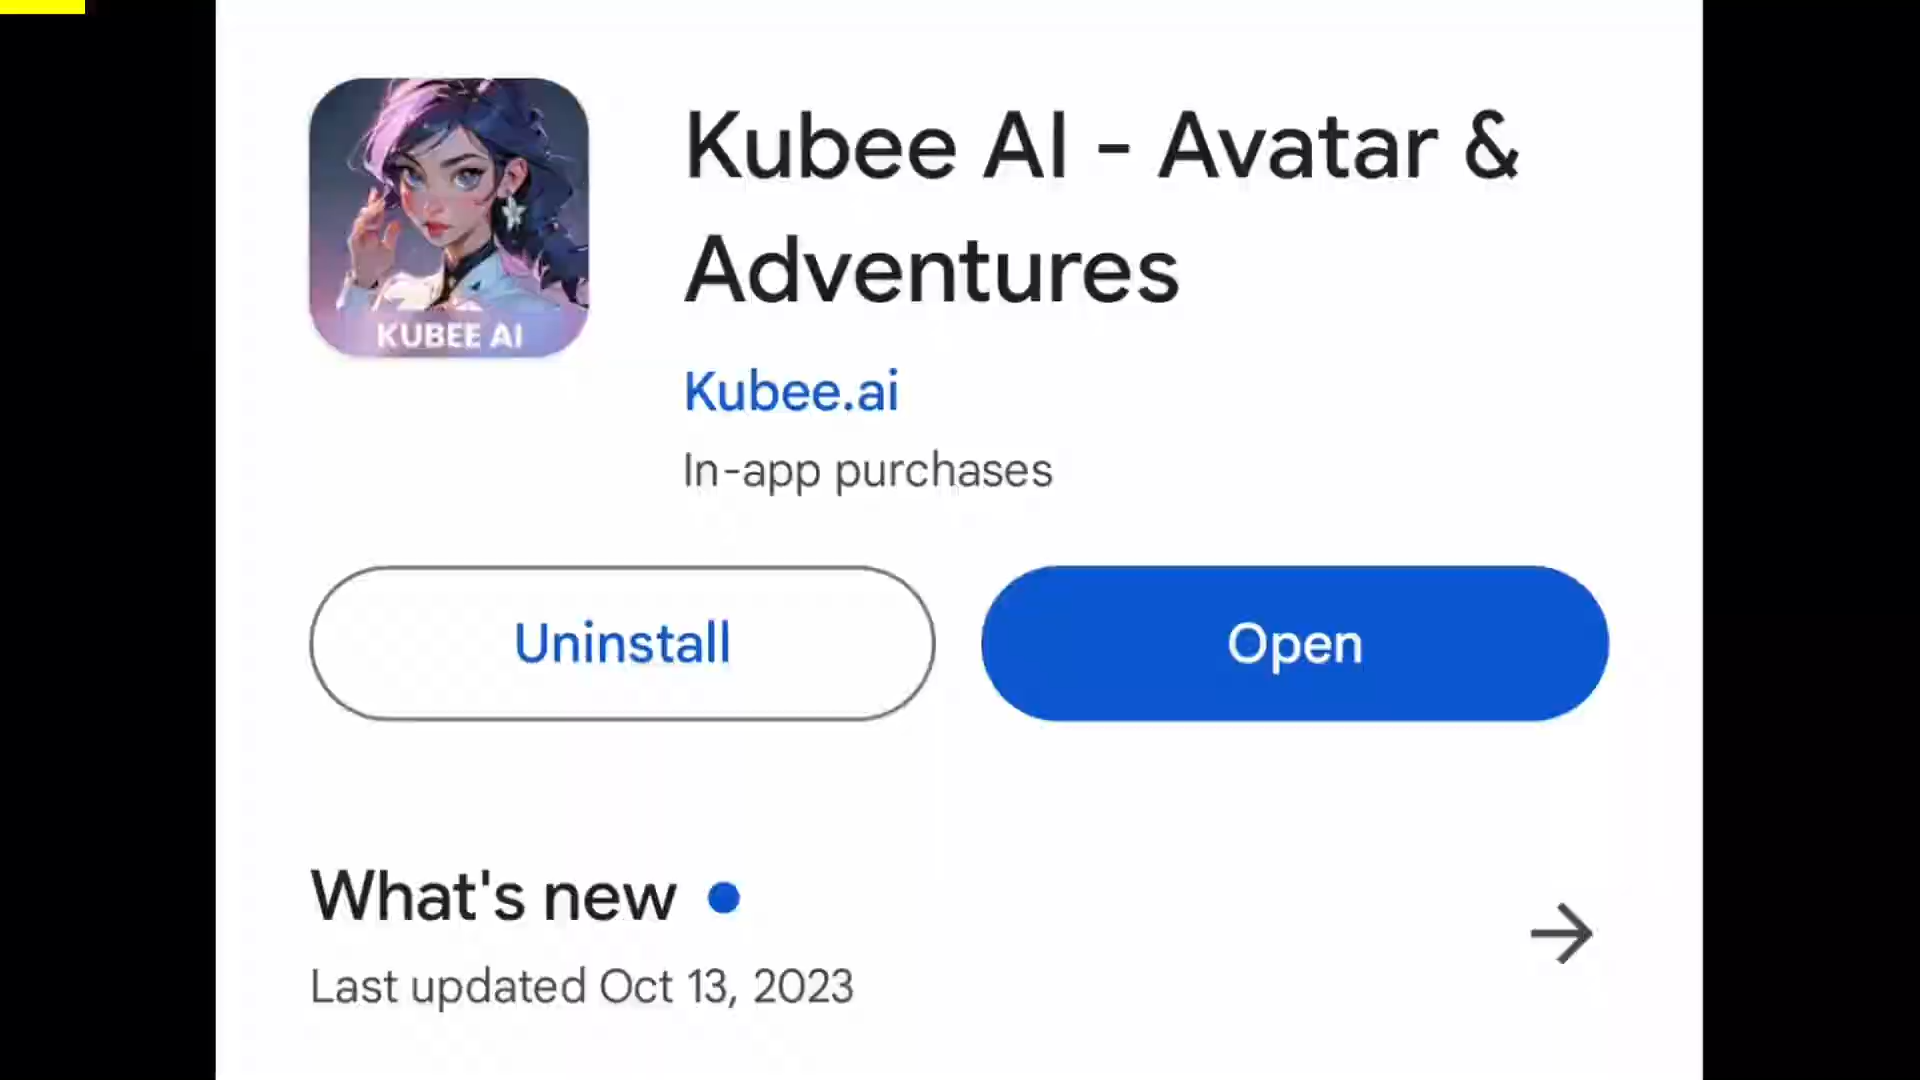 KUBEE AI
Kubee AI - Avatar &
Adventures
Kubee.ai
In-app purchases
Uninstall
Open
What's new
Last updated Oct 13, 2023